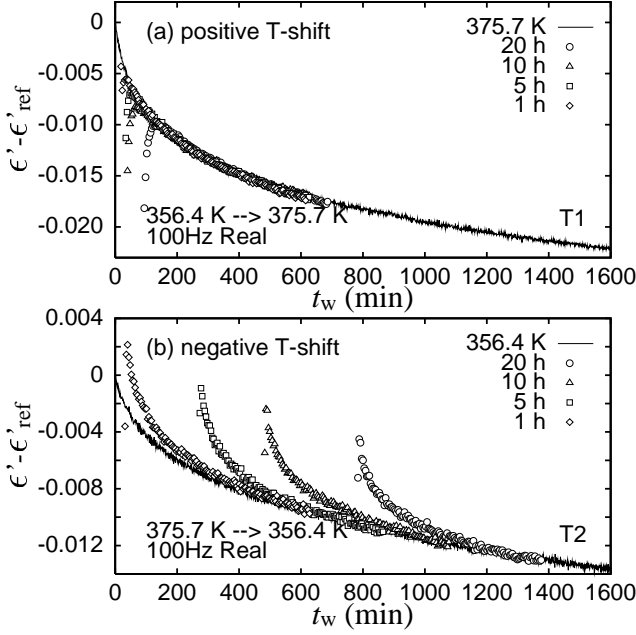 0
-0.005
-0.010
-0.015
-0.020
ϵ'-ϵ'ref
(a) positive T-shift
375.7 K
20 h
10 h
5 h
1 h
356.4 K --> 375.7 K
100Hz Real
T1
0 200 400 600 800 1000 1200 1400 1600
tw (min)
0.004
0
-0.004
-0.008
-0.012
ϵ'-ϵ'ref
(b) negative T-shift
356.4 K
20 h
10 h
5 h
1 h
375.7 K --> 356.4 K
100Hz Real
T2
0 200 400 600 800 1000 1200 1400 1600
tw (min)